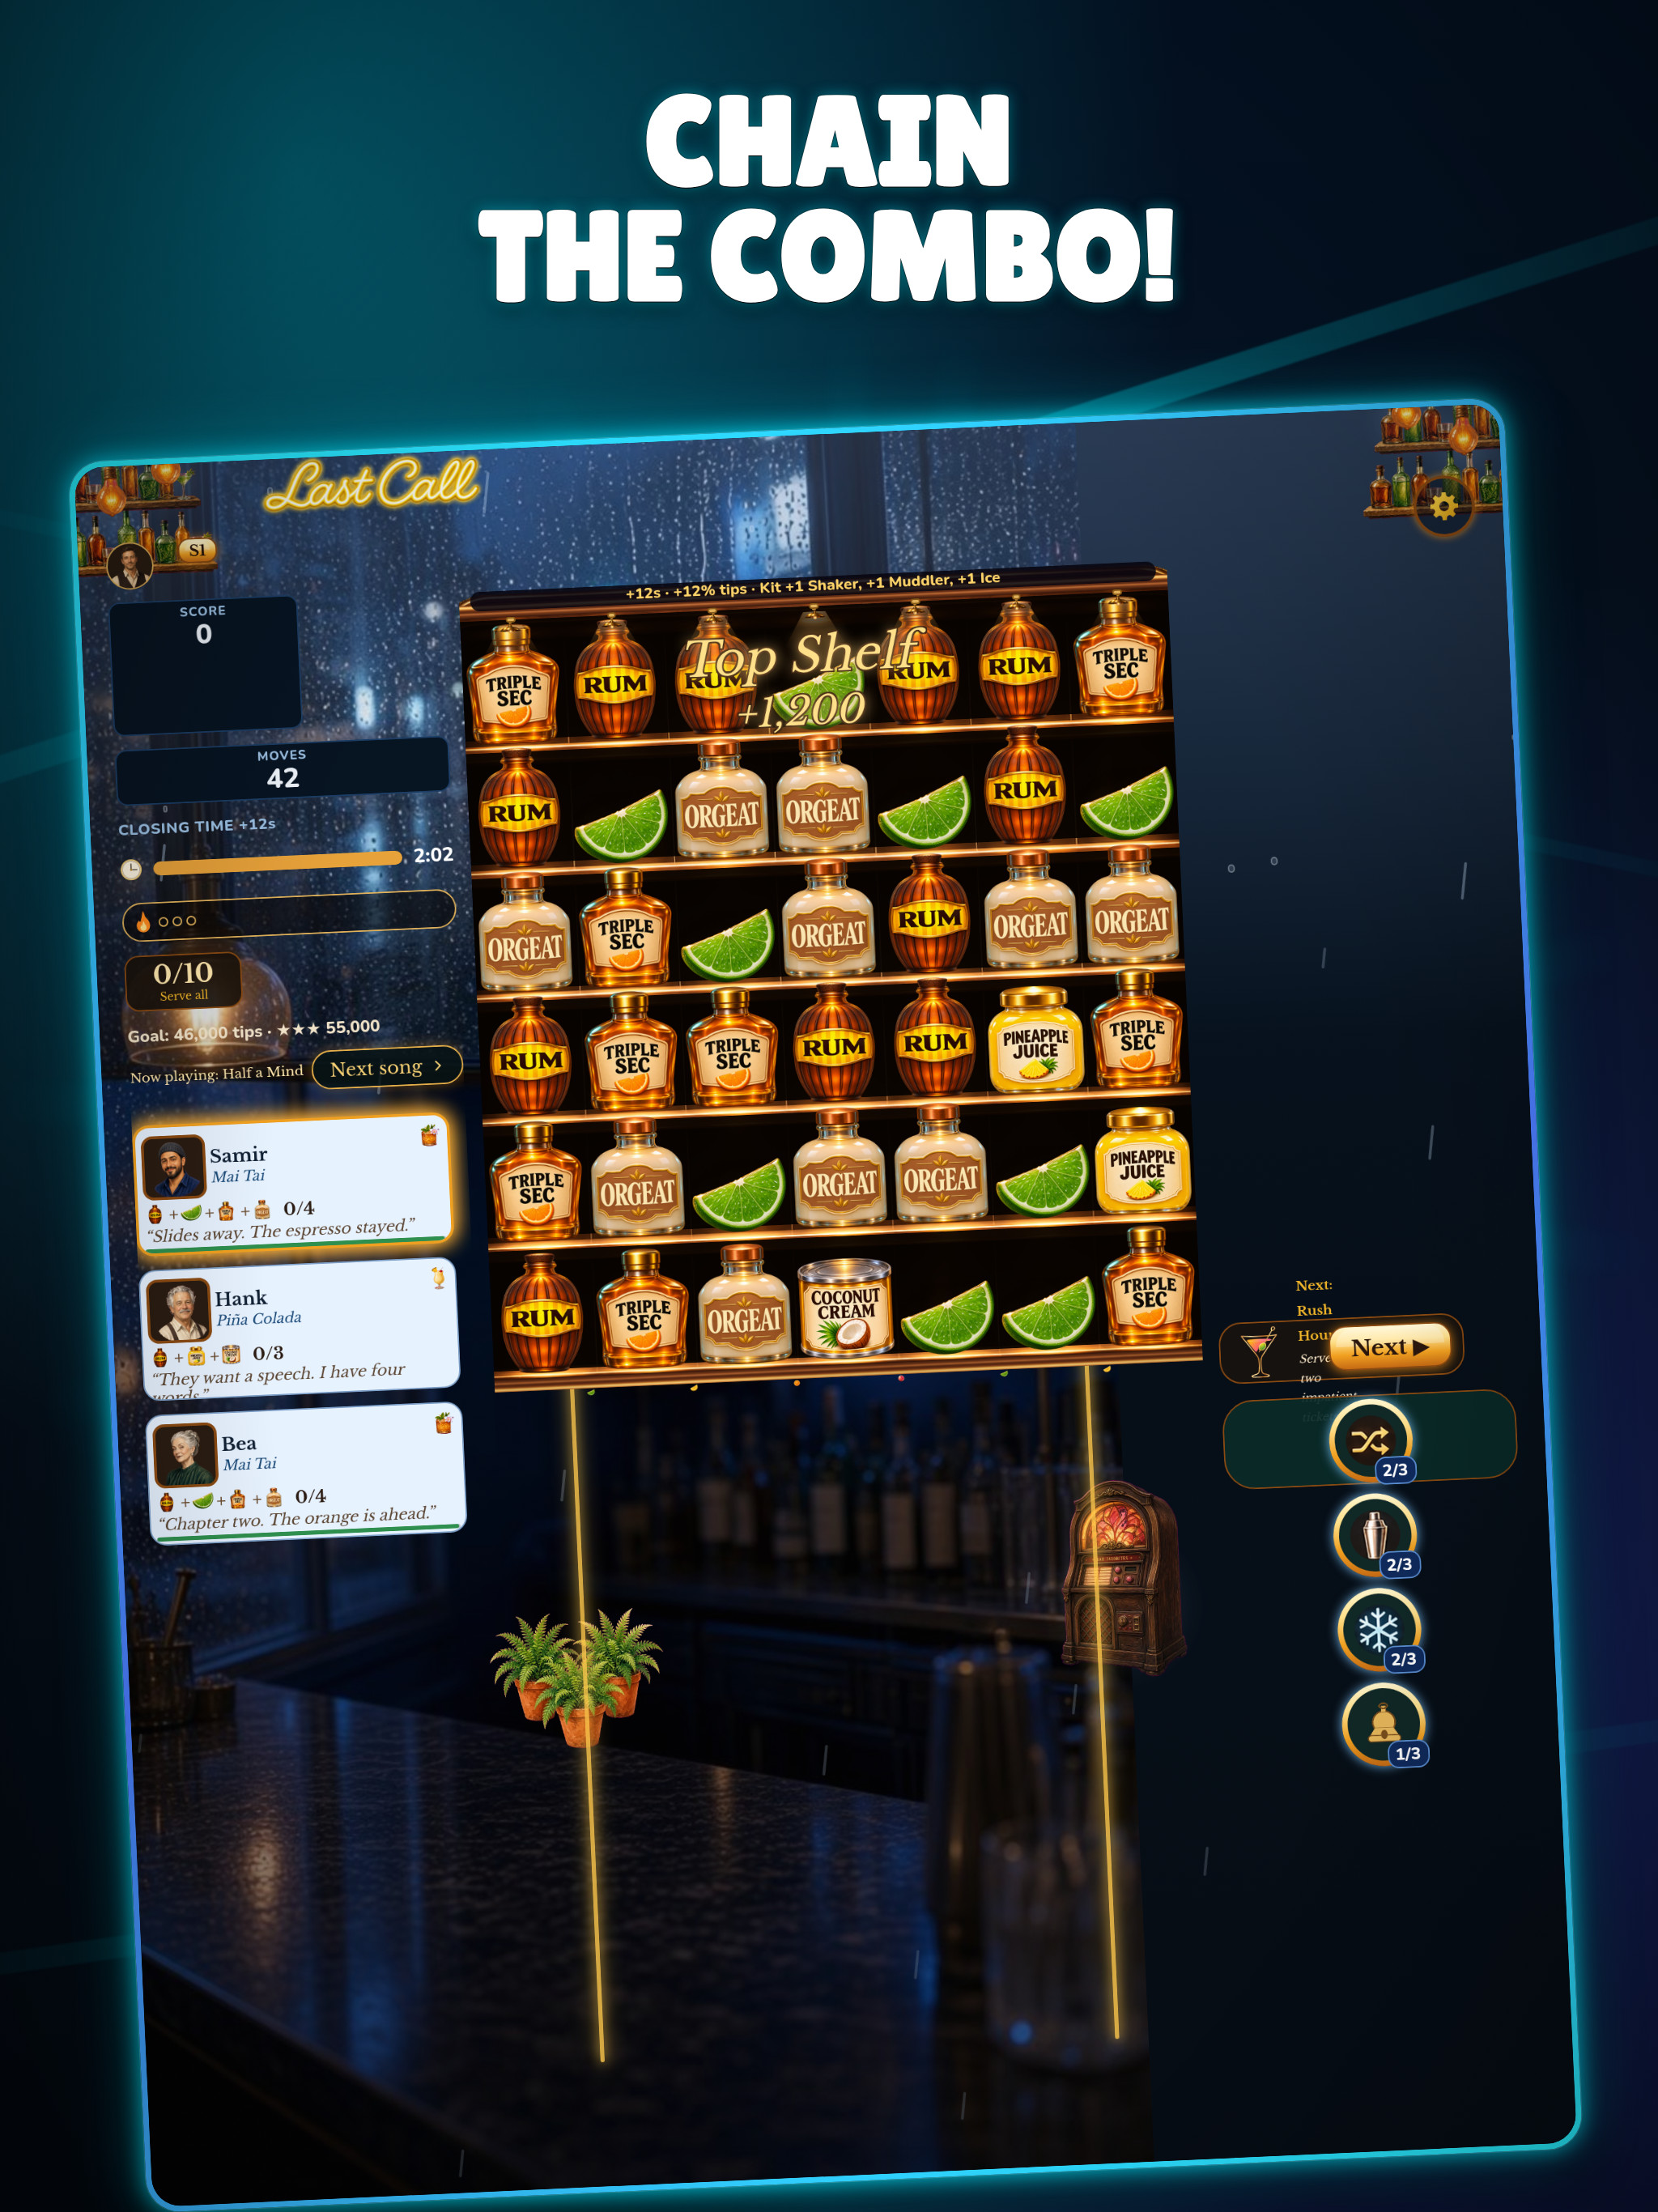 CHAIN
THE COMBO!
Last Call
S1
SCORE
0
MOVES
42
CLOSING TIME +12s
2:02
0/10
Serve all
Goal: 46,000 tips · ★★★ 55,000
Now playing: Half a Mind
Next song ›
Samir
Mai Tai
+ + + 0/4
“Slides away. The espresso stayed.”
Hank
Piña Colada
+ + 0/3
“They want a speech. I have four
words.”
Bea
Mai Tai
+ + + 0/4
“Chapter two. The orange is ahead.”
+12s · +12% tips · Kit +1 Shaker, +1 Muddler, +1 Ice
Top Shelf
+1,200
TRIPLE SEC
RUM
RUM
RUM
RUM
TRIPLE SEC
RUM
ORGEAT
ORGEAT
RUM
ORGEAT
TRIPLE SEC
ORGEAT
RUM
ORGEAT
ORGEAT
RUM
TRIPLE SEC
TRIPLE SEC
RUM
RUM
PINEAPPLE JUICE
TRIPLE SEC
TRIPLE SEC
ORGEAT
ORGEAT
ORGEAT
PINEAPPLE JUICE
RUM
TRIPLE SEC
ORGEAT
COCONUT CREAM
TRIPLE SEC
Next:
Rush
Hour
Serve
two
impatient
Next ▶
2/3
2/3
2/3
1/3